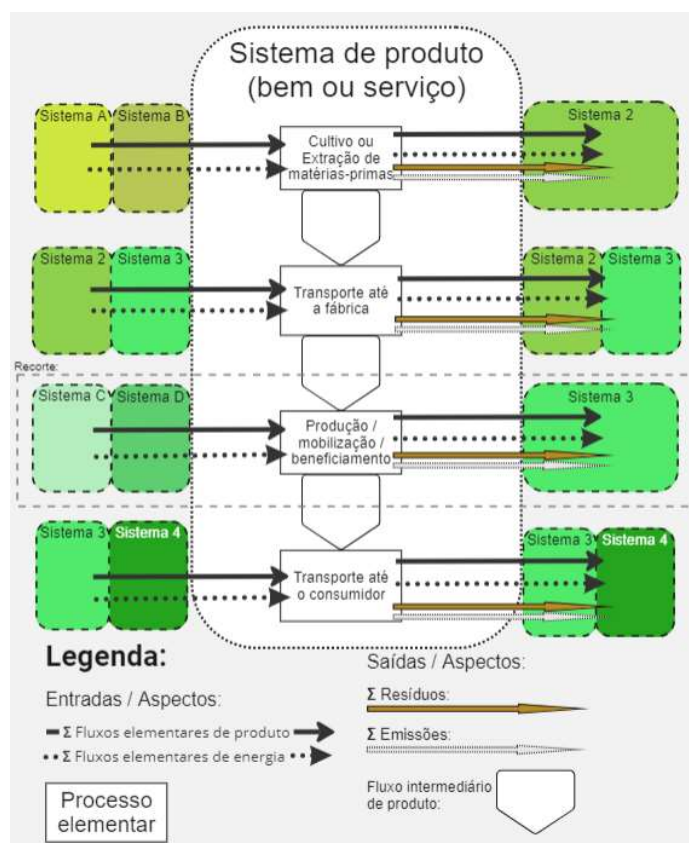 Sistema de produto
(bem ou serviço)
Sistema A
Sistema B
Cultivo ou
Extração de
matérias-primas
Sistema 2
Sistema 2
Sistema 3
Transporte até
a fábrica
Sistema 2
Sistema 3
Recorte:
Sistema C
Sistema D
Produção /
mobilização /
beneficiamento
Sistema 3
Sistema 3
Sistema 4
Transporte até
o consumidor
Sistema 3
Sistema 4
Legenda:
Entradas / Aspectos:
Σ Fluxos elementares de produto
Σ Fluxos elementares de energia
Processo
elementar
Saídas / Aspectos:
Σ Resíduos:
Σ Emissões:
Fluxo intermediário
de produto: